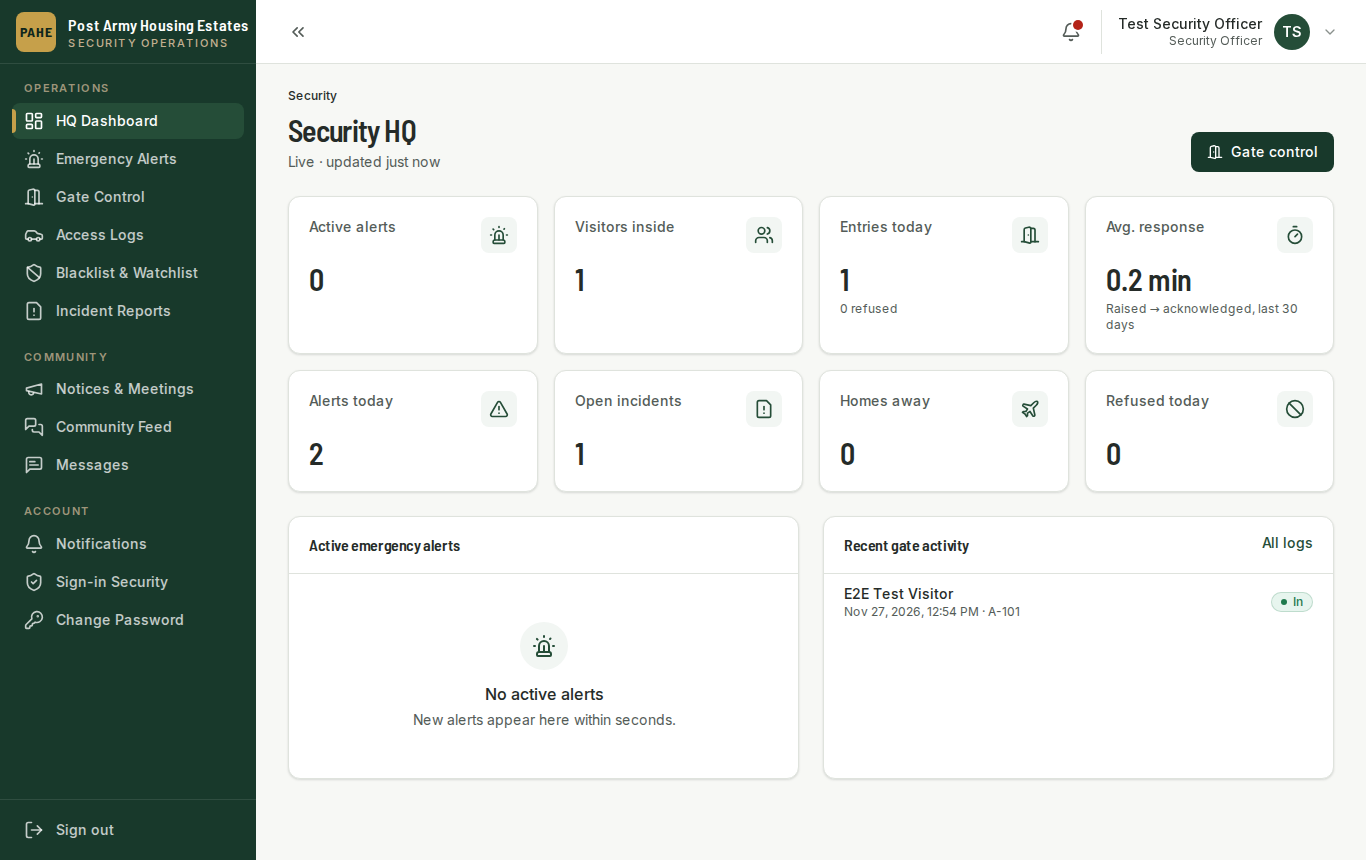 PAHE
Post Army Housing Estates
SECURITY OPERATIONS
OPERATIONS
HQ Dashboard
Emergency Alerts
Gate Control
Access Logs
Blacklist & Watchlist
Incident Reports
COMMUNITY
Notices & Meetings
Community Feed
Messages
ACCOUNT
Notifications
Sign-in Security
Change Password
Sign out
Test Security Officer
Security Officer
TS
Security
Security HQ
Live · updated just now
Gate control
Active alerts
0
Visitors inside
1
Entries today
1
0 refused
Avg. response
0.2 min
Raised → acknowledged, last 30
days
Alerts today
2
Open incidents
1
Homes away
0
Refused today
0
Active emergency alerts
No active alerts
New alerts appear here within seconds.
Recent gate activity
All logs
E2E Test Visitor
Nov 27, 2026, 12:54 PM · A-101
In